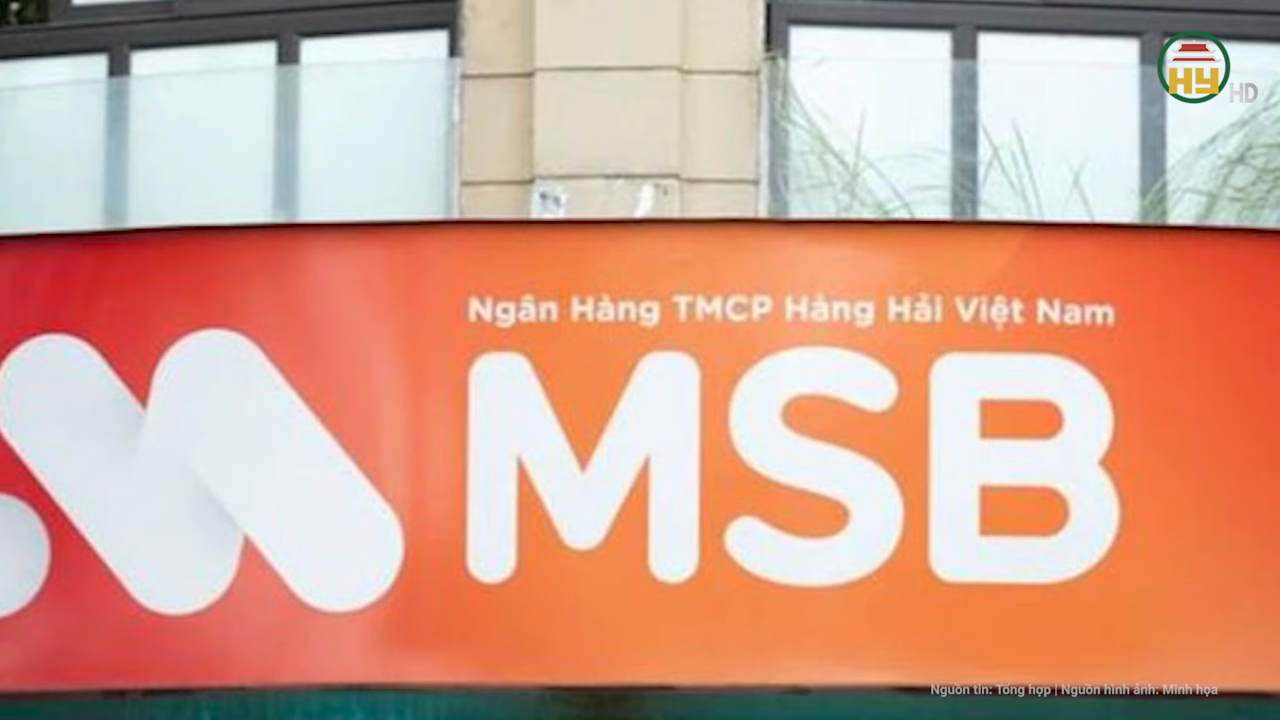 HY HD
Ngân Hàng TMCP Hàng Hải Việt Nam
MSB
Nguồn tin: Tổng hợp | Nguồn hình ảnh: Minh họa